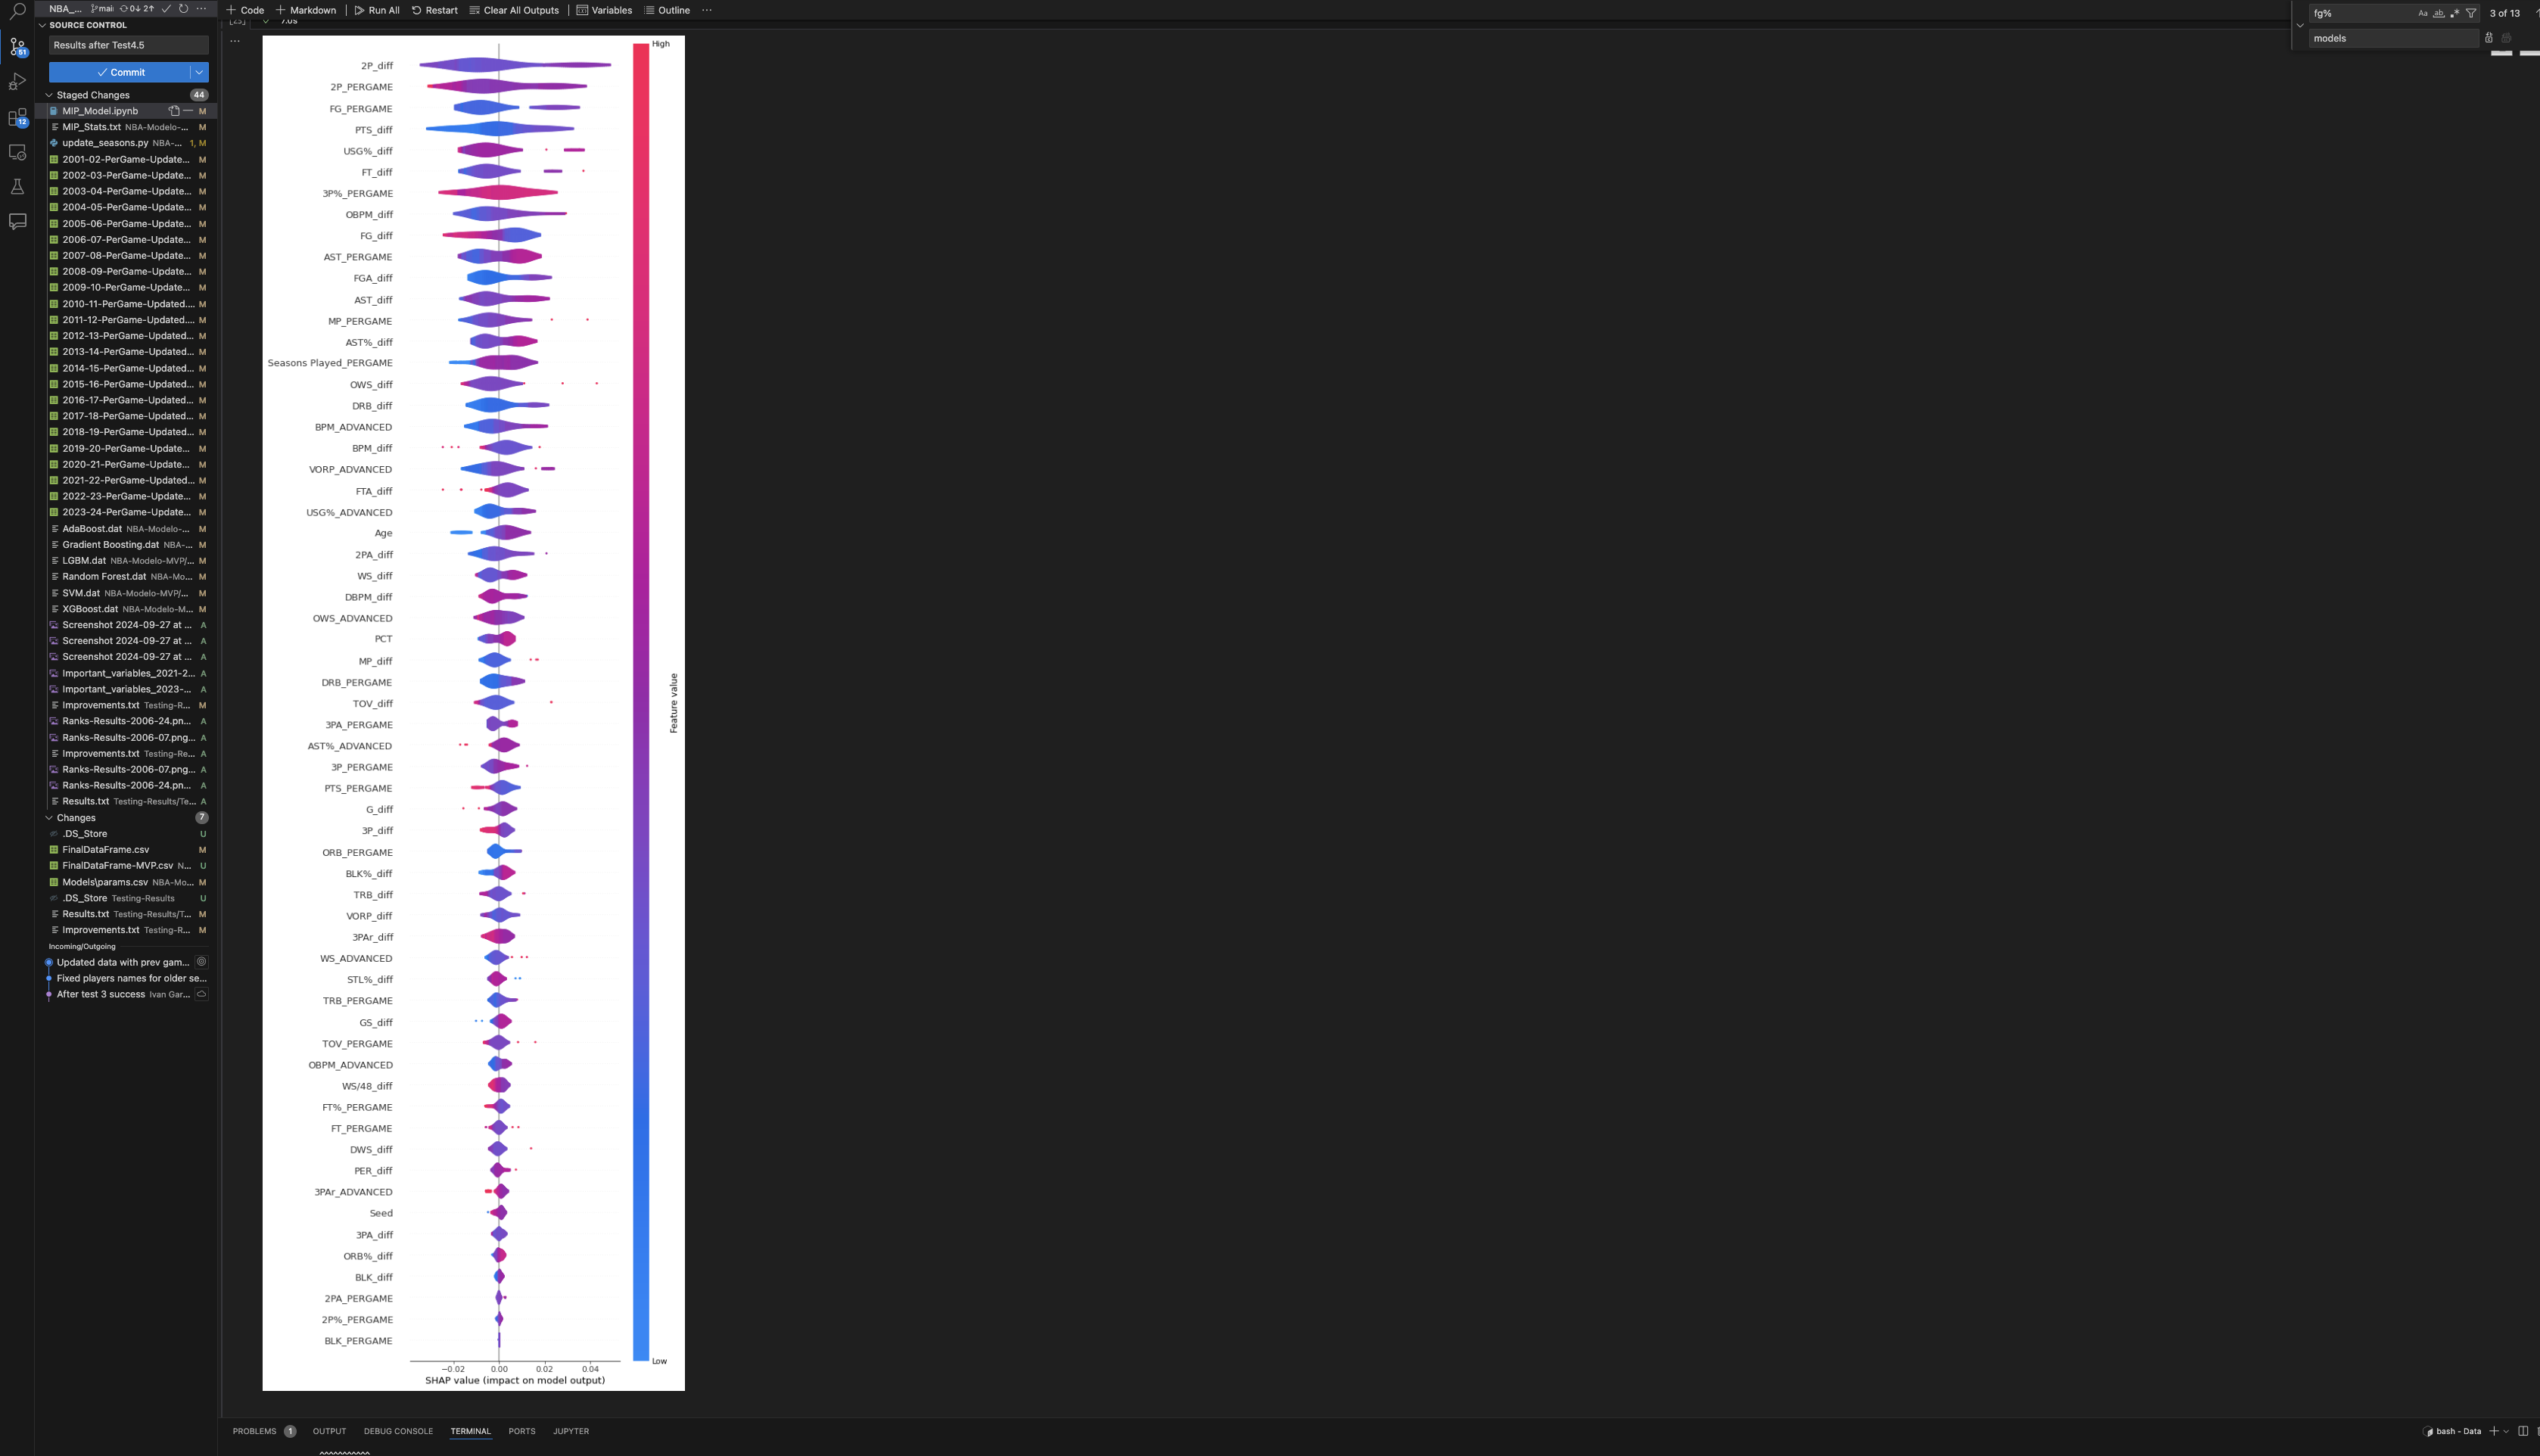 NBA_... main 0↓ 2↑ ...
SOURCE CONTROL
Results after Test4.5
Commit
Staged Changes 44
MIP_Model.ipynb M
MIP_Stats.txt NBA-Modelo-... M
update_seasons.py NBA-... 1, M
2001-02-PerGame-Update... M
2002-03-PerGame-Update... M
2003-04-PerGame-Update... M
2004-05-PerGame-Update... M
2005-06-PerGame-Update... M
2006-07-PerGame-Update... M
2007-08-PerGame-Update... M
2008-09-PerGame-Update... M
2009-10-PerGame-Update... M
2010-11-PerGame-Updated.... M
2011-12-PerGame-Updated.... M
2012-13-PerGame-Updated... M
2013-14-PerGame-Updated... M
2014-15-PerGame-Updated... M
2015-16-PerGame-Updated... M
2016-17-PerGame-Updated... M
2017-18-PerGame-Updated... M
2018-19-PerGame-Updated... M
2019-20-PerGame-Update... M
2020-21-PerGame-Update... M
2021-22-PerGame-Updated... M
2022-23-PerGame-Update... M
2023-24-PerGame-Update... M
AdaBoost.dat NBA-Modelo-... M
Gradient Boosting.dat NBA-... M
LGBM.dat NBA-Modelo-MVP/... M
Random Forest.dat NBA-Mo... M
SVM.dat NBA-Modelo-MVP/... M
XGBoost.dat NBA-Modelo-M... M
Screenshot 2024-09-27 at ... A
Screenshot 2024-09-27 at ... A
Screenshot 2024-09-27 at ... A
Important_variables_2021-2... A
Important_variables_2023-... A
Improvements.txt Testing-R... M
Ranks-Results-2006-24.pn... A
Ranks-Results-2006-07.png... A
Improvements.txt Testing-Re... A
Ranks-Results-2006-07.png... A
Ranks-Results-2006-24.pn... A
Results.txt Testing-Results/Te... A
Changes 7
.DS_Store U
FinalDataFrame.csv M
FinalDataFrame-MVP.csv N... U
Models\params.csv NBA-Mo... M
.DS_Store Testing-Results U
Results.txt Testing-Results/T... M
Improvements.txt Testing-R... M
Incoming/Outgoing
Updated data with prev gam...
Fixed players names for older se...
After test 3 success Ivan Gar...
51
12
+ Code + Markdown Run All Restart Clear All Outputs Variables Outline ...
7.0s
fg% Aa ab .* 3 of 13
models
High
2P_diff
2P_PERGAME
FG_PERGAME
PTS_diff
USG%_diff
FT_diff
3P%_PERGAME
OBPM_diff
FG_diff
AST_PERGAME
FGA_diff
AST_diff
MP_PERGAME
AST%_diff
Seasons Played_PERGAME
OWS_diff
DRB_diff
BPM_ADVANCED
BPM_diff
VORP_ADVANCED
FTA_diff
USG%_ADVANCED
Age
2PA_diff
WS_diff
DBPM_diff
OWS_ADVANCED
PCT
MP_diff
DRB_PERGAME
TOV_diff
3PA_PERGAME
AST%_ADVANCED
3P_PERGAME
PTS_PERGAME
G_diff
3P_diff
ORB_PERGAME
BLK%_diff
TRB_diff
VORP_diff
3PAr_diff
WS_ADVANCED
STL%_diff
TRB_PERGAME
GS_diff
TOV_PERGAME
OBPM_ADVANCED
WS/48_diff
FT%_PERGAME
FT_PERGAME
DWS_diff
PER_diff
3PAr_ADVANCED
Seed
3PA_diff
ORB%_diff
BLK_diff
2PA_PERGAME
2P%_PERGAME
BLK_PERGAME
Feature value
Low
−0.02 0.00 0.02 0.04
SHAP value (impact on model output)
PROBLEMS 1 OUTPUT DEBUG CONSOLE TERMINAL PORTS JUPYTER
bash - Data
^^^^^^^^^^^